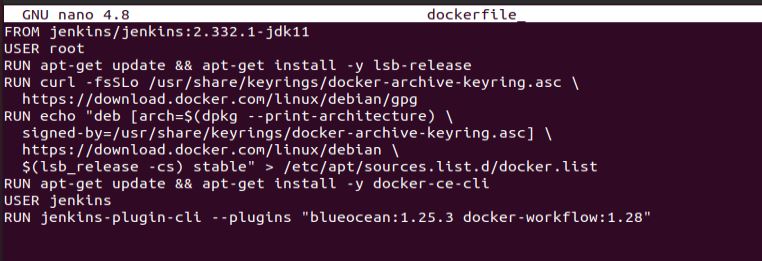 GNU nano 4.8 dockerfile_
FROM jenkins/jenkins:2.332.1-jdk11
USER root
RUN apt-get update && apt-get install -y lsb-release
RUN curl -fsSLo /usr/share/keyrings/docker-archive-keyring.asc \
  https://download.docker.com/linux/debian/gpg
RUN echo "deb [arch=$(dpkg --print-architecture) \
  signed-by=/usr/share/keyrings/docker-archive-keyring.asc] \
  https://download.docker.com/linux/debian \
  $(lsb_release -cs) stable" > /etc/apt/sources.list.d/docker.list
RUN apt-get update && apt-get install -y docker-ce-cli
USER jenkins
RUN jenkins-plugin-cli --plugins "blueocean:1.25.3 docker-workflow:1.28"